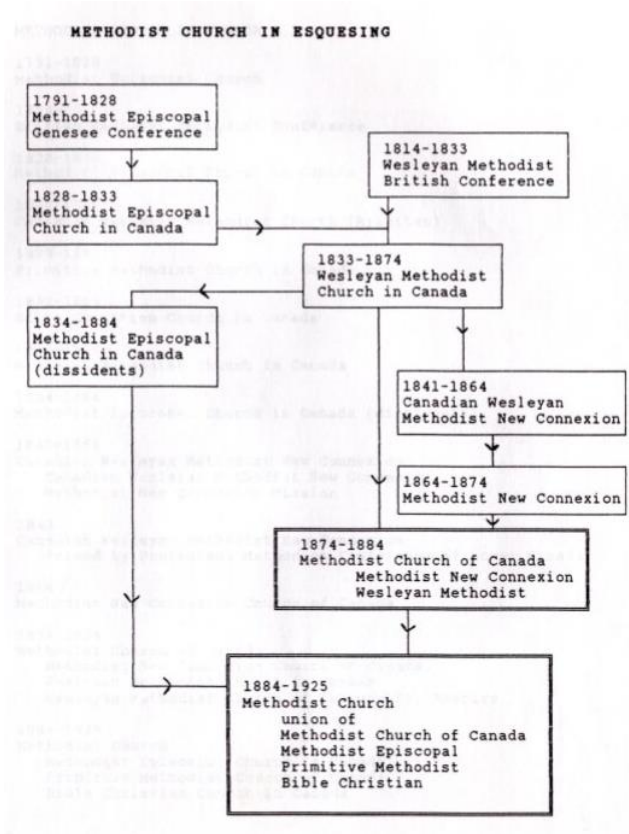 METHODIST CHURCH IN ESQUESING
1791-1828
Methodist Episcopal
Genesee Conference
1814-1833
Wesleyan Methodist
British Conference
1828-1833
Methodist Episcopal
Church in Canada
1833-1874
Wesleyan Methodist
Church in Canada
1834-1884
Methodist Episcopal
Church in Canada
(dissidents)
1841-1864
Canadian Wesleyan
Methodist New Connexion
1864-1874
Methodist New Connexion
1874-1884
Methodist Church of Canada
Methodist New Connexion
Wesleyan Methodist
1884-1925
Methodist Church
union of
Methodist Church of Canada
Methodist Episcopal
Primitive Methodist
Bible Christian